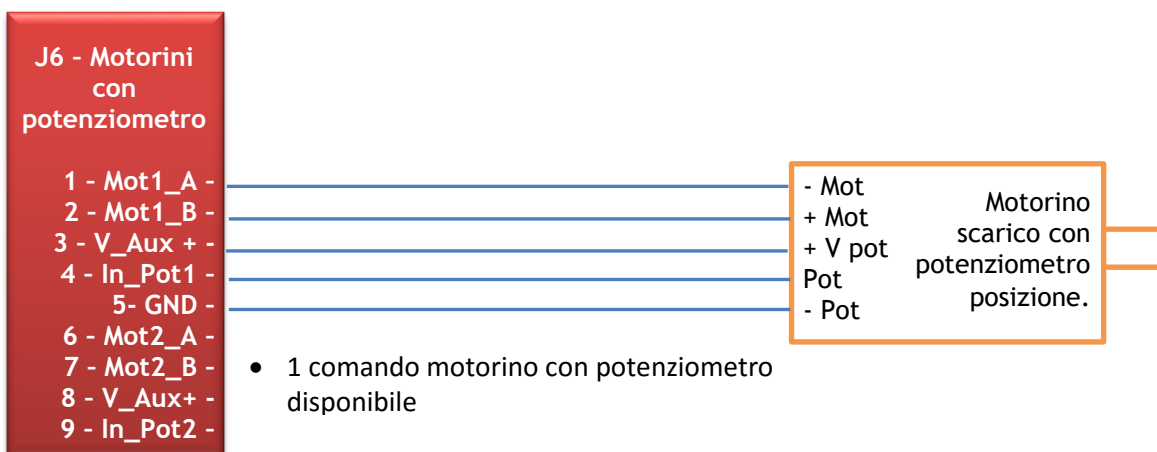 J6 – Motorini
con
potenziometro
1 – Mot1_A –
2 – Mot1_B –
3 – V_Aux + -
4 – In_Pot1 –
5- GND –
6 – Mot2_A –
7 – Mot2_B –
8 – V_Aux+ -
9 – In_Pot2 –
- Mot
+ Mot
+ V pot
Pot
- Pot
Motorino
scarico con
potenziometro
posizione.
• 1 comando motorino con potenziometro
disponibile